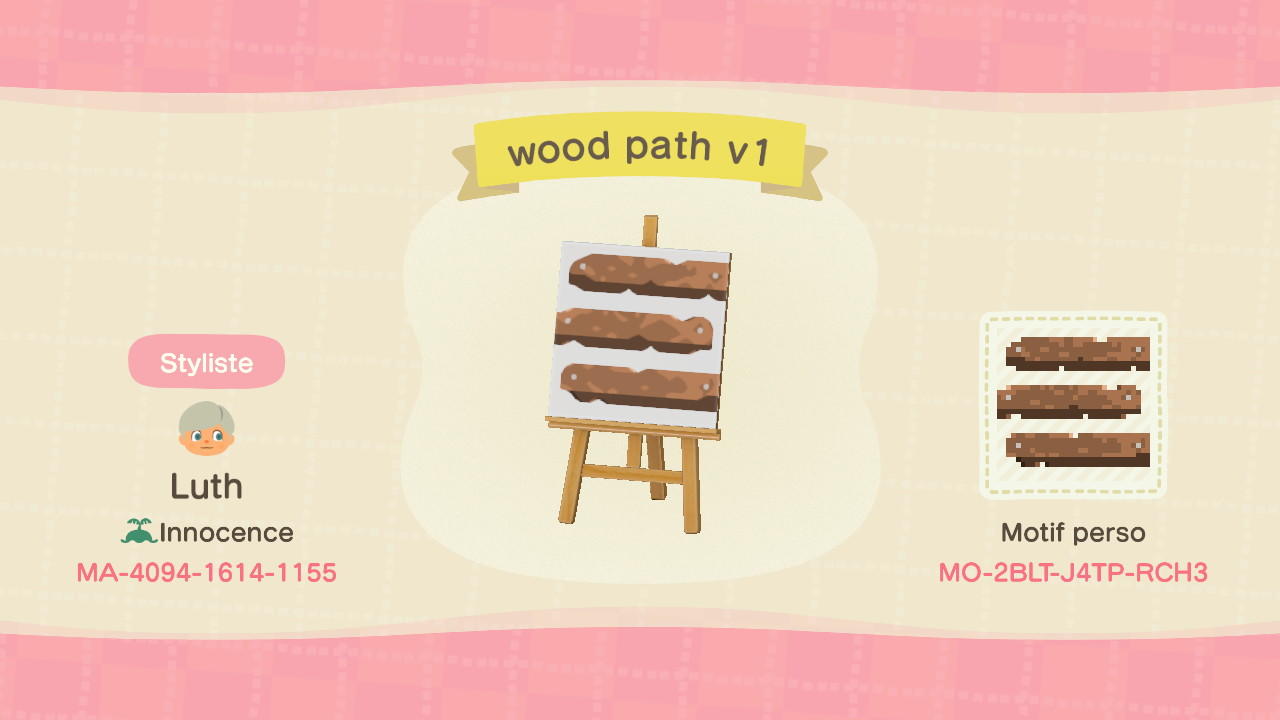 wood path v1
Styliste
Luth
Innocence
MA-4094-1614-1155
Motif perso
MO-2BLT-J4TP-RCH3